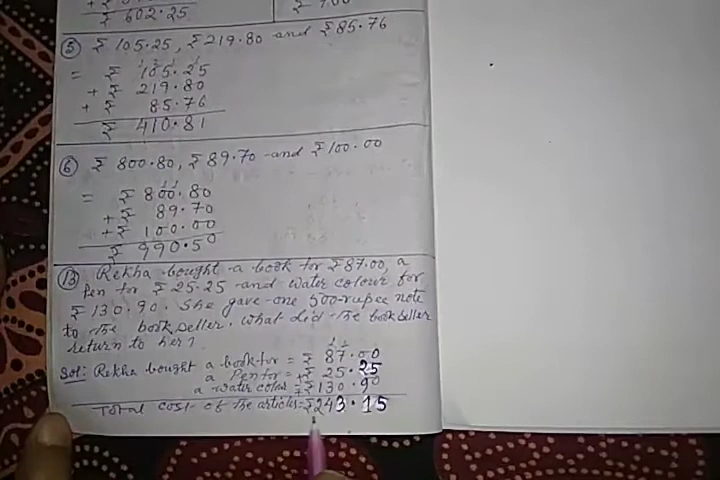 ₹ 602.25
⑤ ₹ 105.25, ₹ 219.80 and ₹ 85.76
= ₹ 105.25
+ ₹ 219.80
+ ₹ 85.76
₹ 410.81
⑥ ₹ 800.80, ₹ 89.70 and ₹ 100.00
= ₹ 800.80
+ ₹ 89.70
+ ₹ 100.00
₹ 990.50
⑬ Rekha bought a book for ₹ 87.00, a
Pen for ₹ 25.25 and water colour for
₹ 130.90. She gave one 500-rupee note
to the book seller. What did the book seller
return to her?
Sol: Rekha bought a book for = ₹ 87.00
a Pen for = + ₹ 25.25
a water colour = + ₹ 130.90
Total cost of the articles = ₹ 243.15